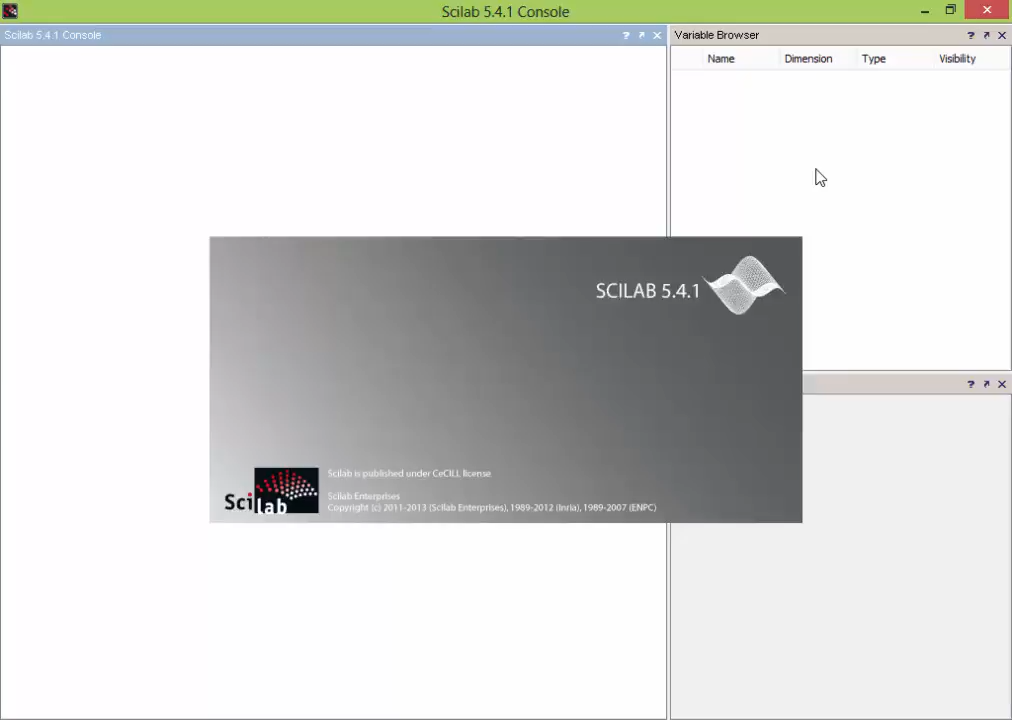 Scilab 5.4.1 Console
Scilab 5.4.1 Console
Variable Browser
Name Dimension Type Visibility
SCILAB 5.4.1
Scilab is published under CeCILL license
Scilab Enterprises
Copyright (c) 2011-2013 (Scilab Enterprises), 1989-2012 (Inria), 1989-2007 (ENPC)
Scilab